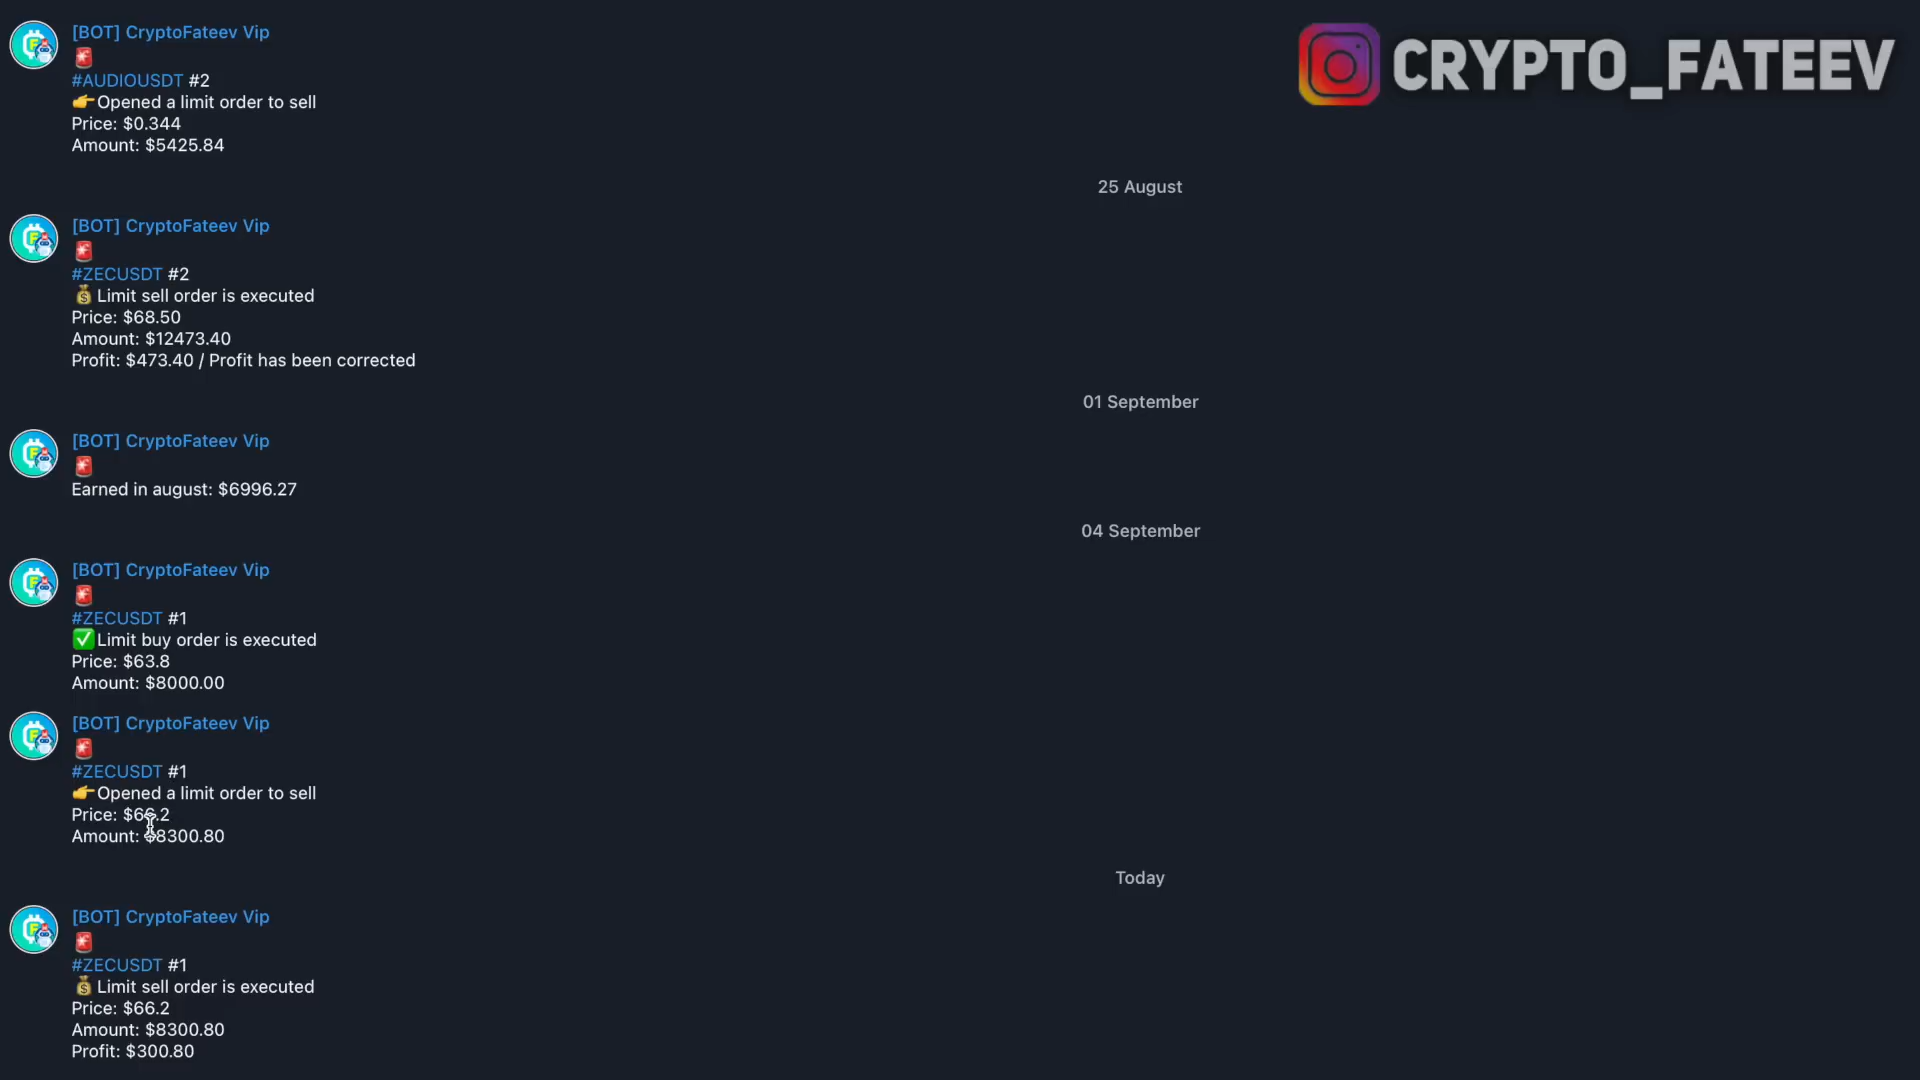 CRYPTO_FATEEV
[BOT] CryptoFateev Vip
#AUDIOUSDT #2
Opened a limit order to sell
Price: $0.344
Amount: $5425.84
25 August
[BOT] CryptoFateev Vip
#ZECUSDT #2
Limit sell order is executed
Price: $68.50
Amount: $12473.40
Profit: $473.40 / Profit has been corrected
01 September
[BOT] CryptoFateev Vip
Earned in august: $6996.27
04 September
[BOT] CryptoFateev Vip
#ZECUSDT #1
Limit buy order is executed
Price: $63.8
Amount: $8000.00
[BOT] CryptoFateev Vip
#ZECUSDT #1
Opened a limit order to sell
Price: $66.2
Amount: $8300.80
Today
[BOT] CryptoFateev Vip
#ZECUSDT #1
Limit sell order is executed
Price: $66.2
Amount: $8300.80
Profit: $300.80